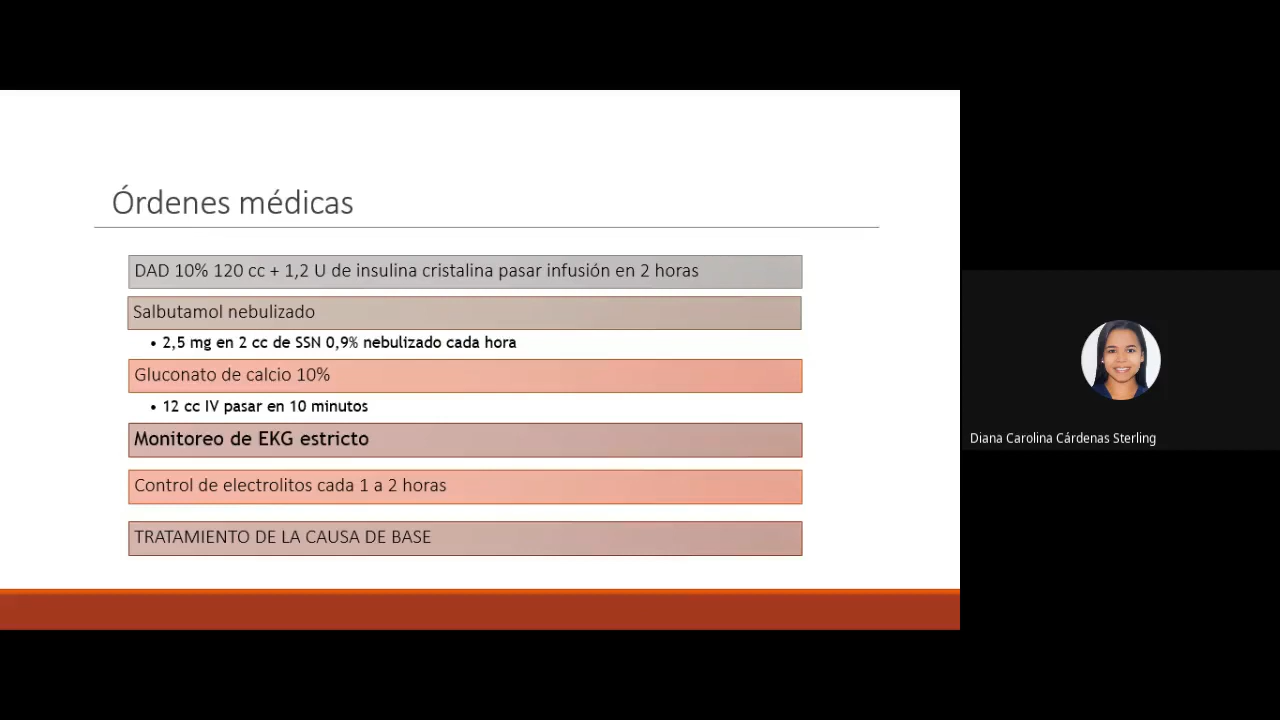 Órdenes médicas
DAD 10% 120 cc + 1,2 U de insulina cristalina pasar infusión en 2 horas
Salbutamol nebulizado
• 2,5 mg en 2 cc de SSN 0,9% nebulizado cada hora
Gluconato de calcio 10%
• 12 cc IV pasar en 10 minutos
Monitoreo de EKG estricto
Control de electrolitos cada 1 a 2 horas
TRATAMIENTO DE LA CAUSA DE BASE
Diana Carolina Cárdenas Sterling